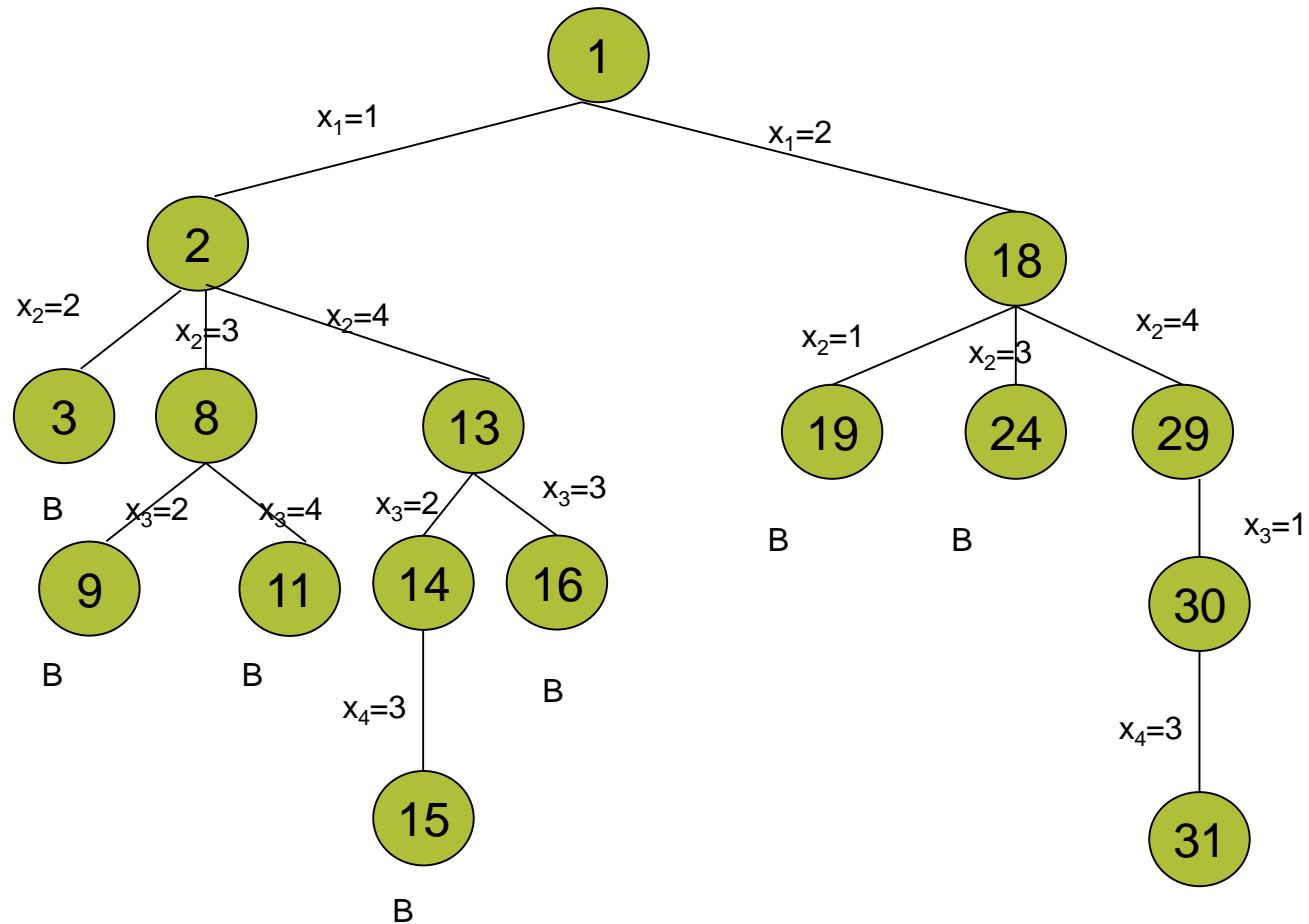 1
x₁=1
x₁=2
2
18
x₂=2
x₂=3
x₂=4
x₂=1
x₂=3
x₂=4
3
8
13
19
24
29
B
x₃=2
x₃=4
x₃=2
x₃=3
B
B
x₃=1
9
11
14
16
30
B
B
B
x₄=3
x₄=3
15
31
B